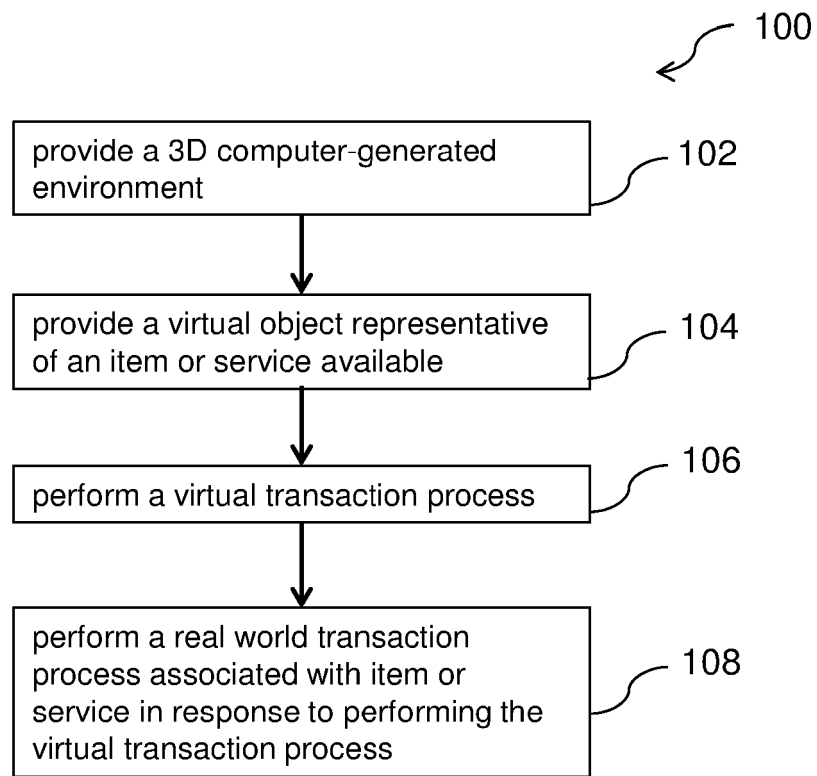 100
provide a 3D computer-generated
environment
102
provide a virtual object representative
of an item or service available
104
perform a virtual transaction process
106
perform a real world transaction
process associated with item or
service in response to performing the
virtual transaction process
108